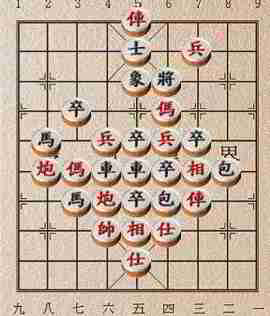 1 2 3 4 5 6 7 8 9
俥
士 兵
象 將
卒 傌
馬 兵 卒 兵 卒
炮 傌 車 車 卒 相 包
馬 炮 卒 包 俥
帥 相 仕
仕
九 八 七 六 五 四 三 二 一